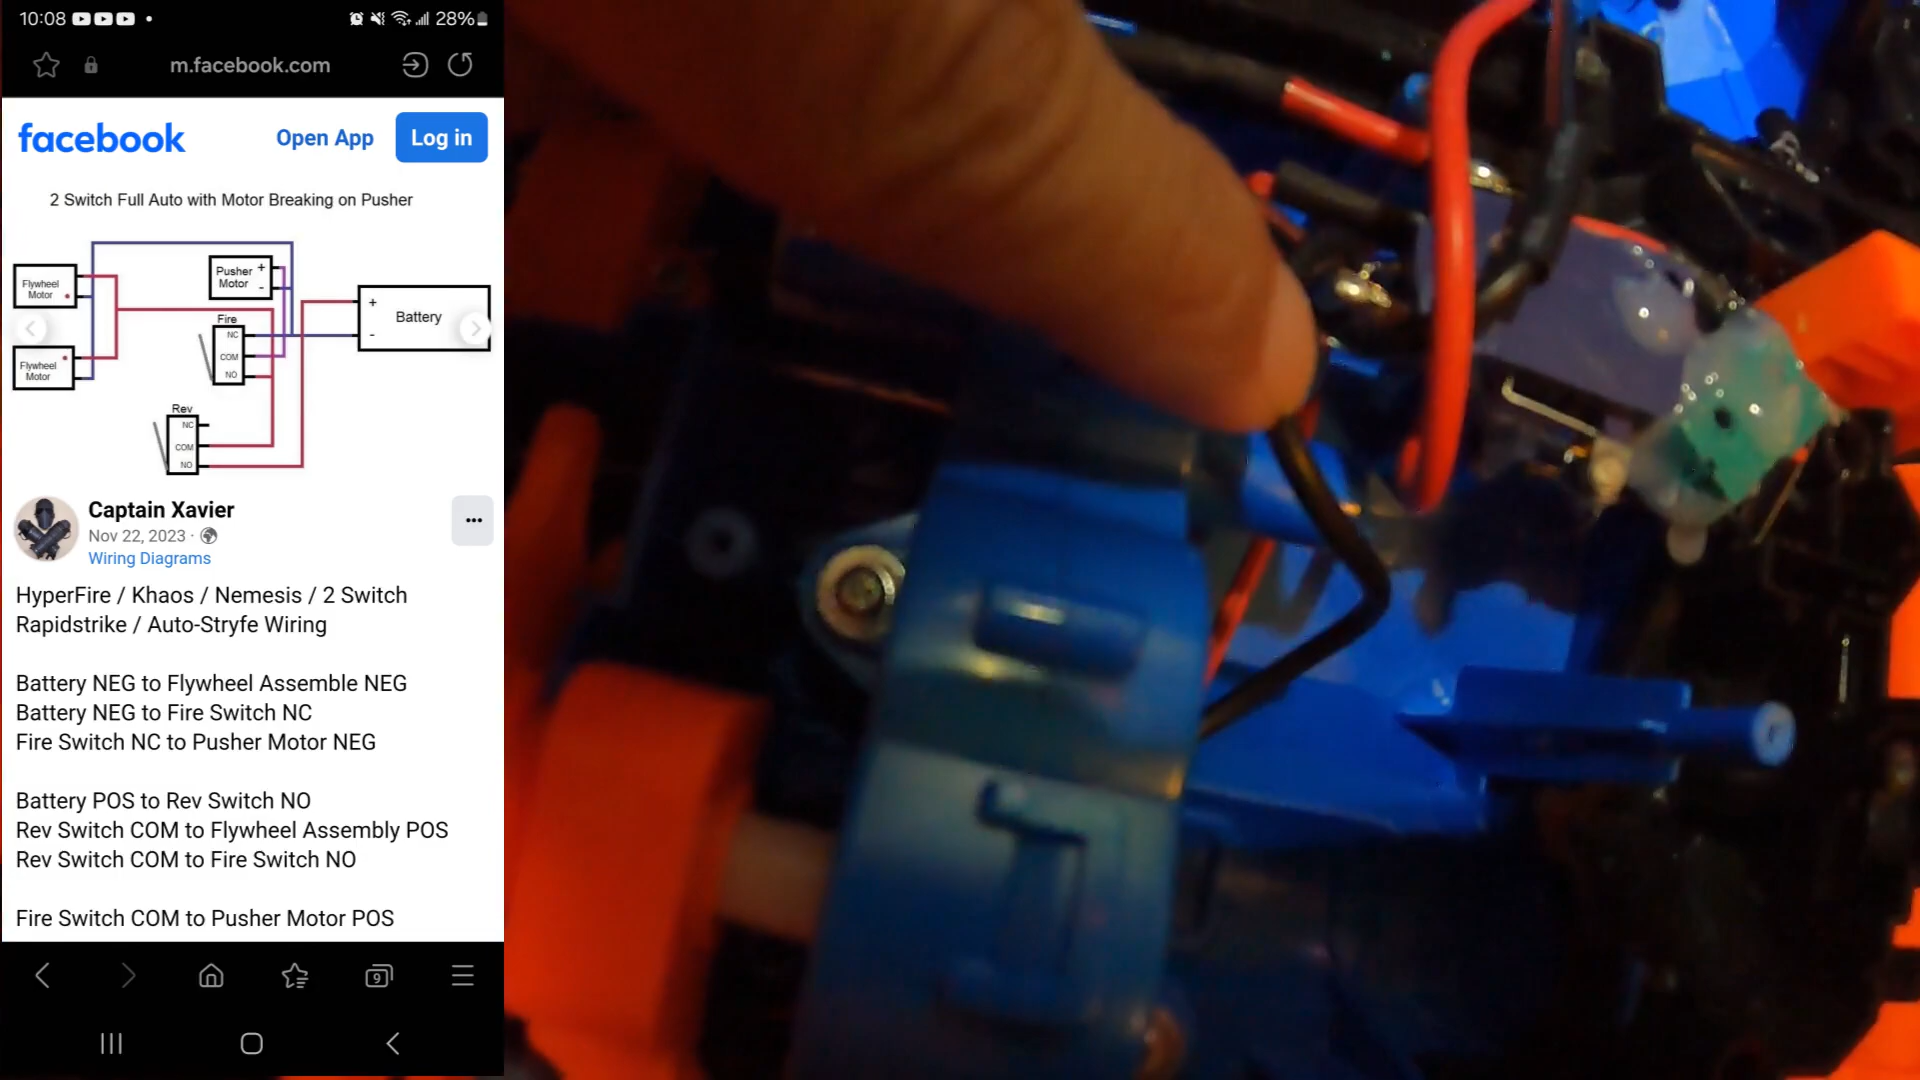 10:08
28%
m.facebook.com
facebook
Open App
Log in
2 Switch Full Auto with Motor Breaking on Pusher
Flywheel
Motor
Pusher
Motor
+
-
Battery
+
-
Fire
NC
COM
NO
Flywheel
Motor
Rev
NC
COM
NO
Captain Xavier
Nov 22, 2023 ·
Wiring Diagrams
HyperFire / Khaos / Nemesis / 2 Switch
Rapidstrike / Auto-Stryfe Wiring
Battery NEG to Flywheel Assemble NEG
Battery NEG to Fire Switch NC
Fire Switch NC to Pusher Motor NEG
Battery POS to Rev Switch NO
Rev Switch COM to Flywheel Assembly POS
Rev Switch COM to Fire Switch NO
Fire Switch COM to Pusher Motor POS
9